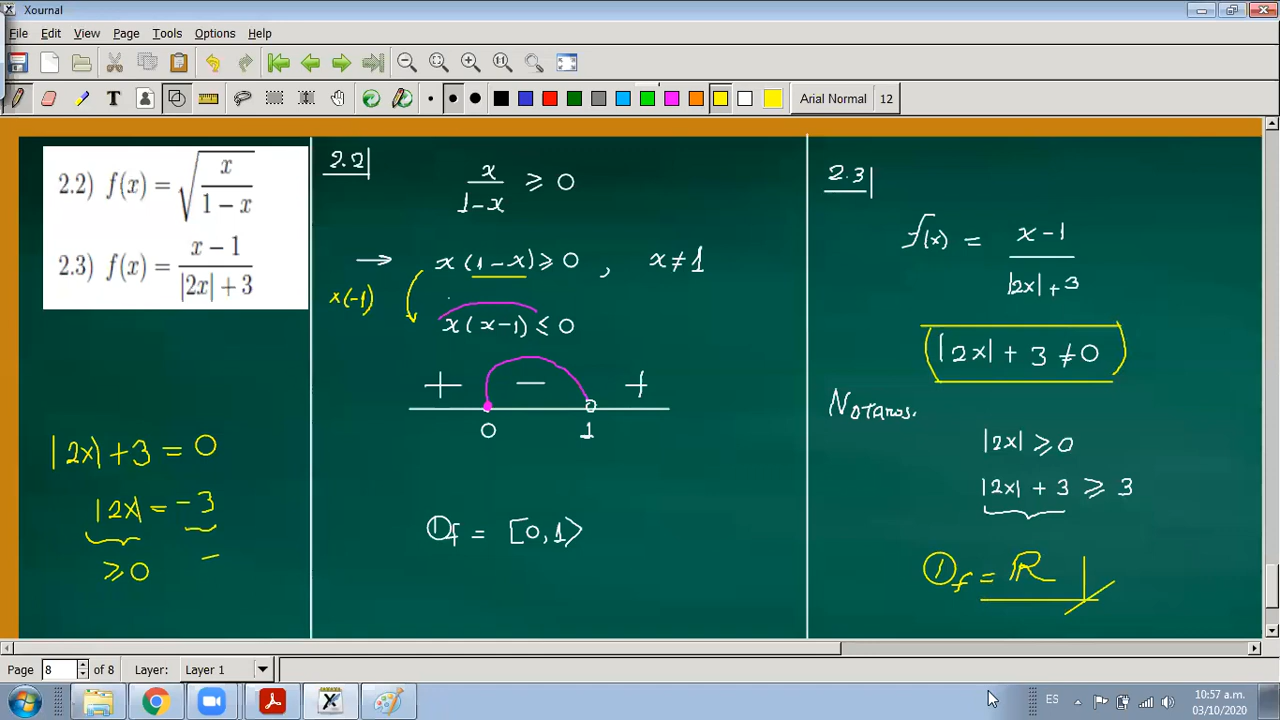 Xournal
File Edit View Page Tools Options Help
Arial Normal 12
2.2) f(x) = √(x/(1 − x))
2.3) f(x) = (x − 1)/(|2x| + 3)
|2x| + 3 = 0
|2x| = -3
≥0 -
2.2
x/(1-x) ≥ 0
→ x(1-x) ≥ 0 , x≠1
x(-1)
x(x-1) ≤ 0
+ − +
0 1
Df = [0,1⟩
2.3
f(x) = (x-1)/(|2x|+3)
|2x| + 3 ≠ 0
Notamos.
|2x| ≥ 0
|2x| + 3 ≥ 3
Df = R
Page 8 of 8 Layer: Layer 1
ES 10:57 a.m.
03/10/2020